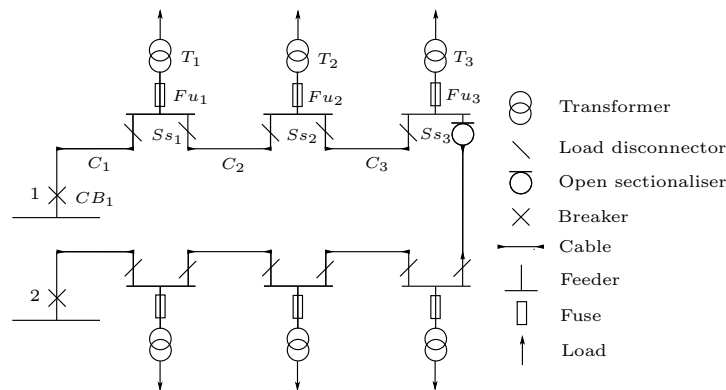 T₁ T₂ T₃
Fu₁ Fu₂ Fu₃
Ss₁ Ss₂ Ss₃
C₁ C₂ C₃
1 CB₁
2
Transformer
Load disconnector
Open sectionaliser
Breaker
Cable
Feeder
Fuse
Load